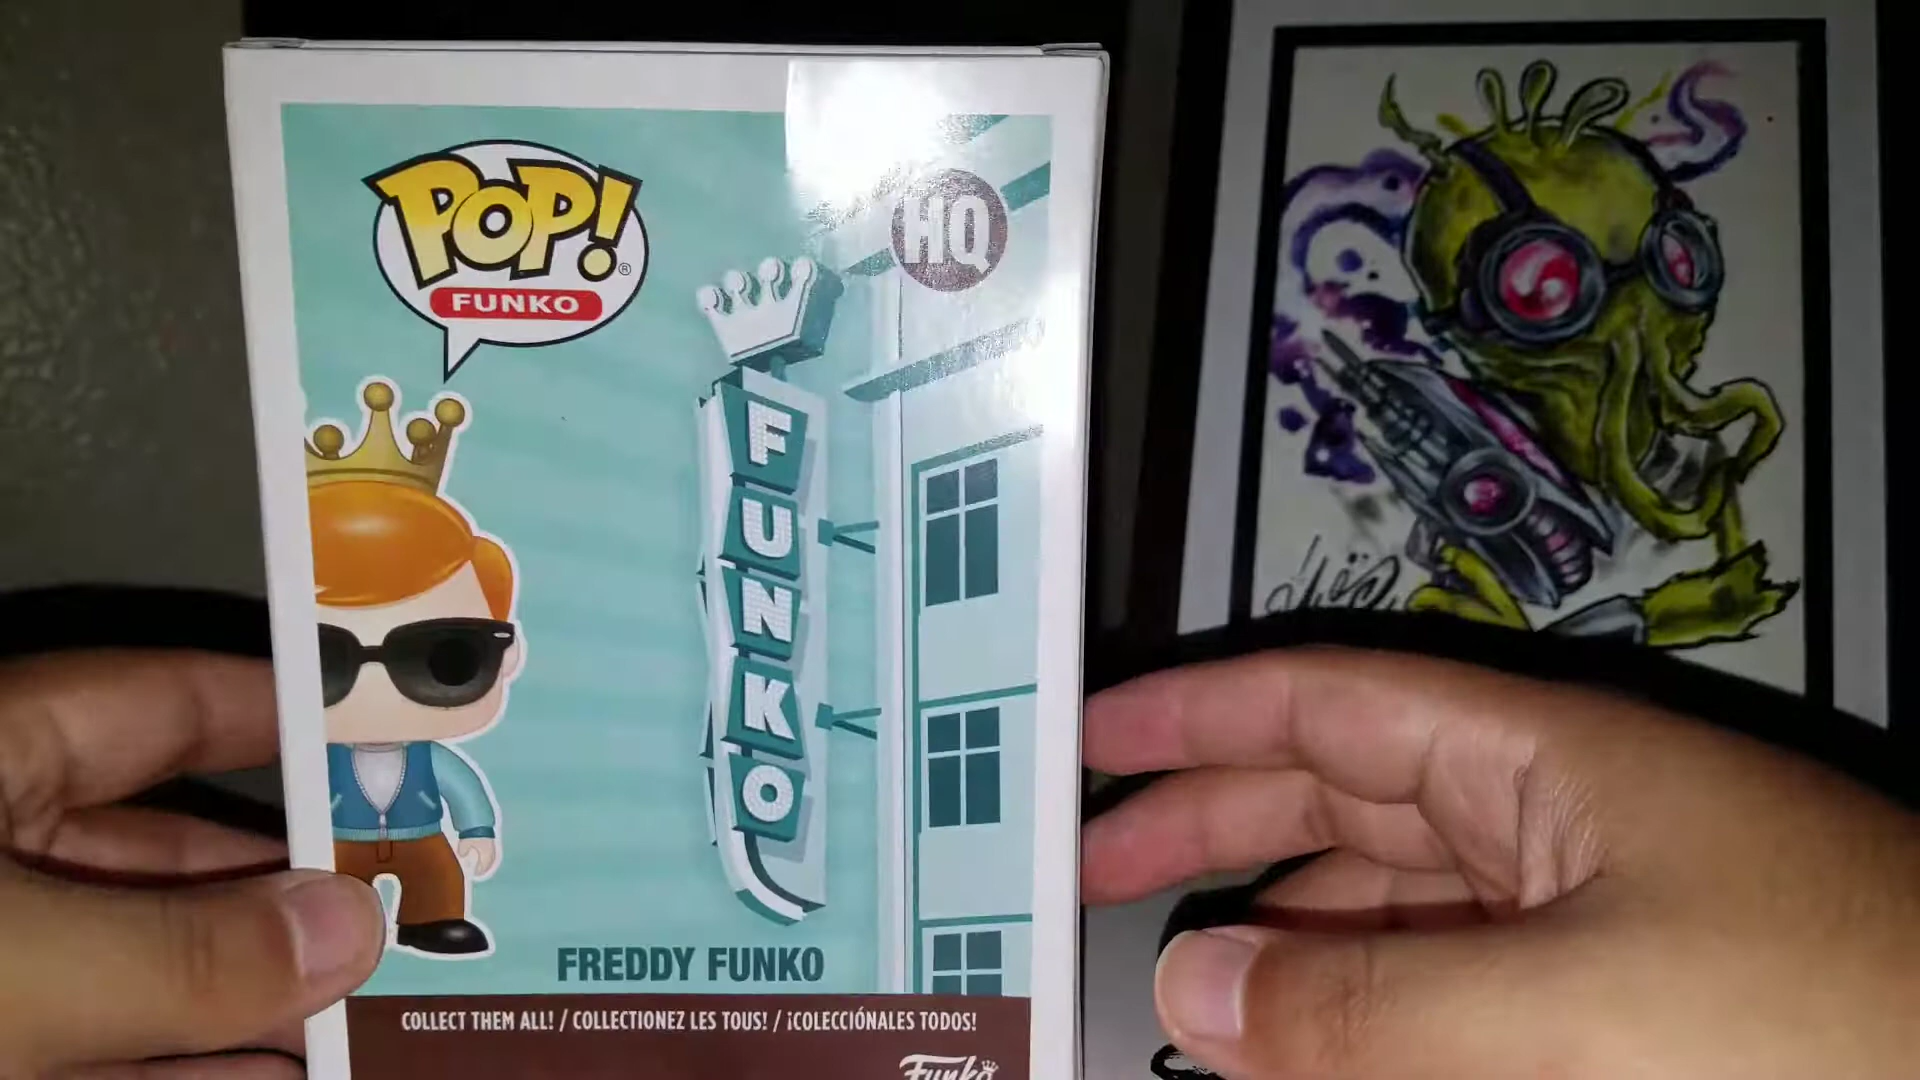 POP!®
FUNKO
HQ
FUNKO
FREDDY FUNKO
COLLECT THEM ALL! / COLLECTIONEZ LES TOUS! / ¡COLECCIÓNALES TODOS!
Funko